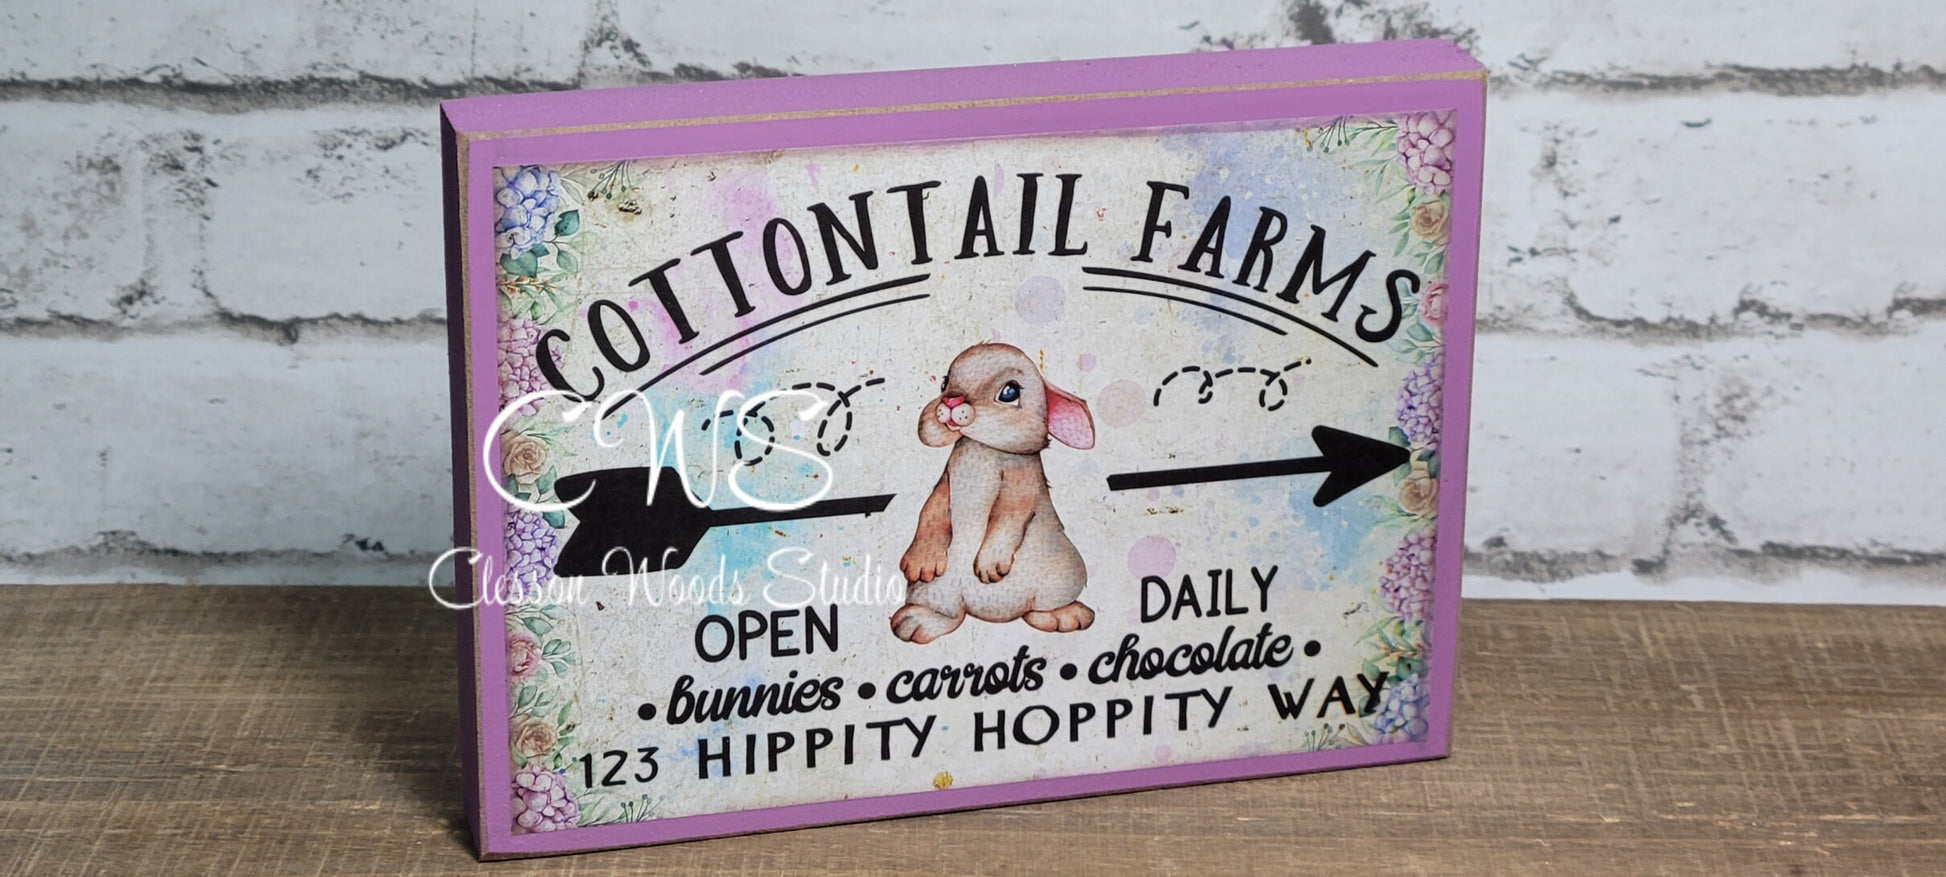 COTTONTAIL FARMS
CWS
Clesson Woods Studio
OPEN DAILY
• bunnies • carrots • chocolate •
123 HIPPITY HOPPITY WAY